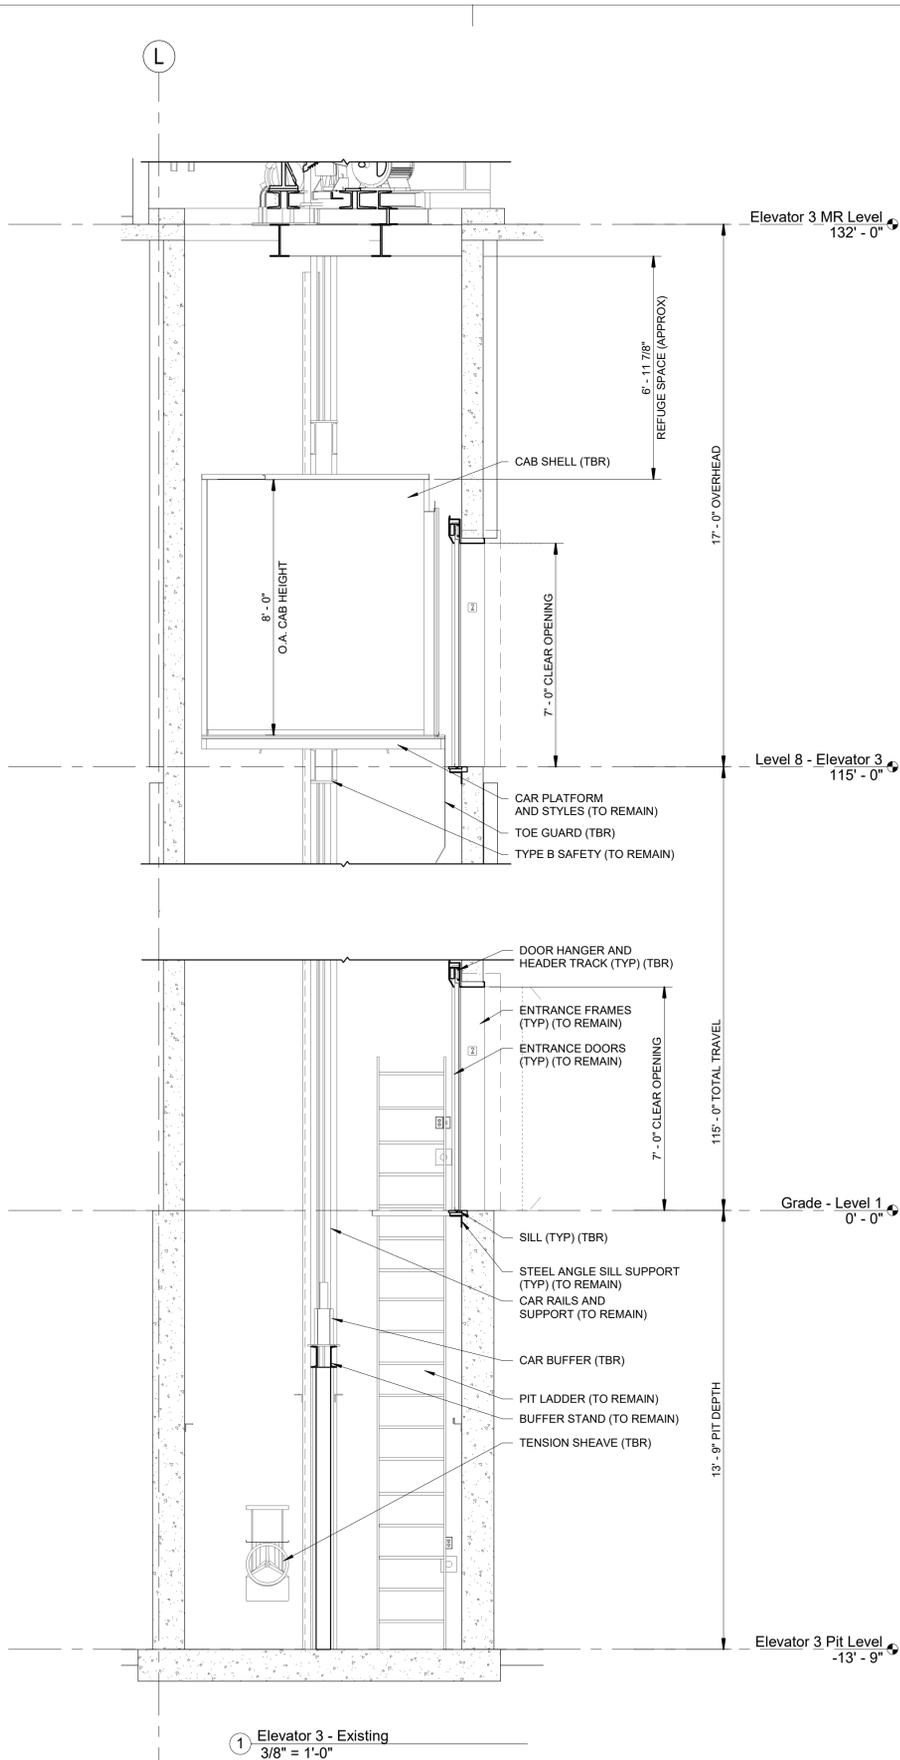 L
Elevator 3 MR Level
132' - 0"
6' - 11 7/8"
REFUGE SPACE (APPROX)
17' - 0" OVERHEAD
CAB SHELL (TBR)
8' - 0"
O.A. CAB HEIGHT
7' - 0" CLEAR OPENING
2
Level 8 - Elevator 3
115' - 0"
CAR PLATFORM
AND STYLES (TO REMAIN)
TOE GUARD (TBR)
TYPE B SAFETY (TO REMAIN)
DOOR HANGER AND
HEADER TRACK (TYP) (TBR)
ENTRANCE FRAMES
(TYP) (TO REMAIN)
2
ENTRANCE DOORS
(TYP) (TO REMAIN)
7' - 0" CLEAR OPENING
115' - 0" TOTAL TRAVEL
Grade - Level 1
0' - 0"
SILL (TYP) (TBR)
STEEL ANGLE SILL SUPPORT
(TYP) (TO REMAIN)
CAR RAILS AND
SUPPORT (TO REMAIN)
CAR BUFFER (TBR)
PIT LADDER (TO REMAIN)
BUFFER STAND (TO REMAIN)
TENSION SHEAVE (TBR)
13' - 9" PIT DEPTH
Elevator 3 Pit Level
-13' - 9"
1
Elevator 3 - Existing
3/8" = 1'-0"